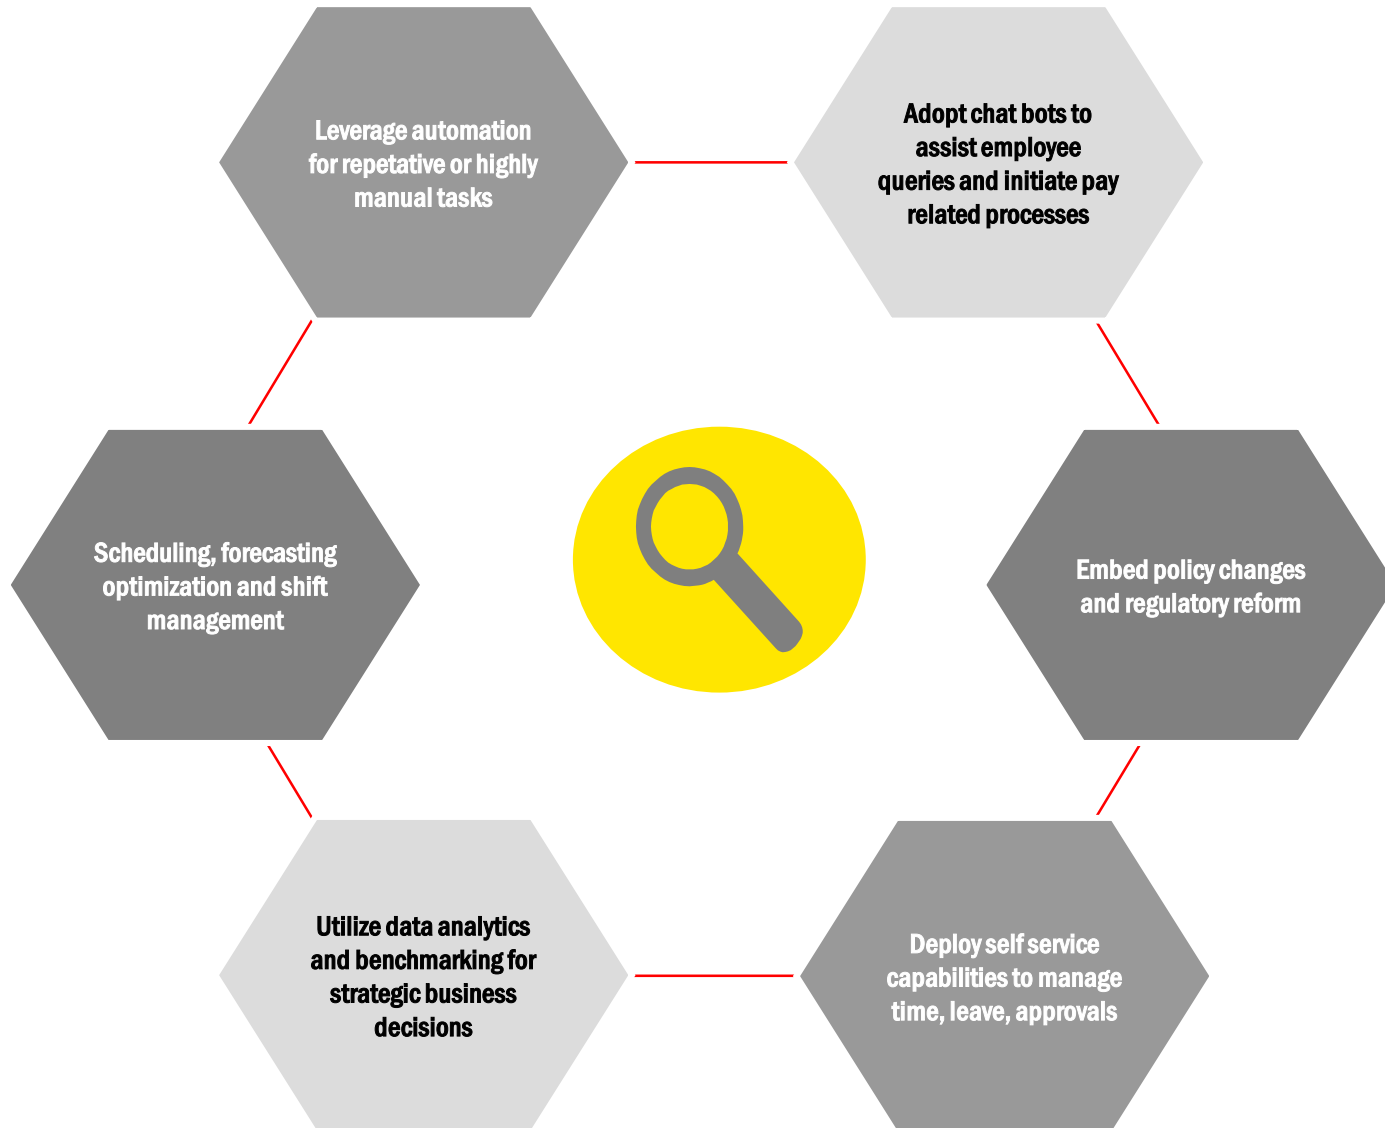 Leverage automation
for repetative or highly
manual tasks
Adopt chat bots to
assist employee
queries and initiate pay
related processes
Scheduling, forecasting
optimization and shift
management
Embed policy changes
and regulatory reform
Utilize data analytics
and benchmarking for
strategic business
decisions
Deploy self service
capabilities to manage
time, leave, approvals